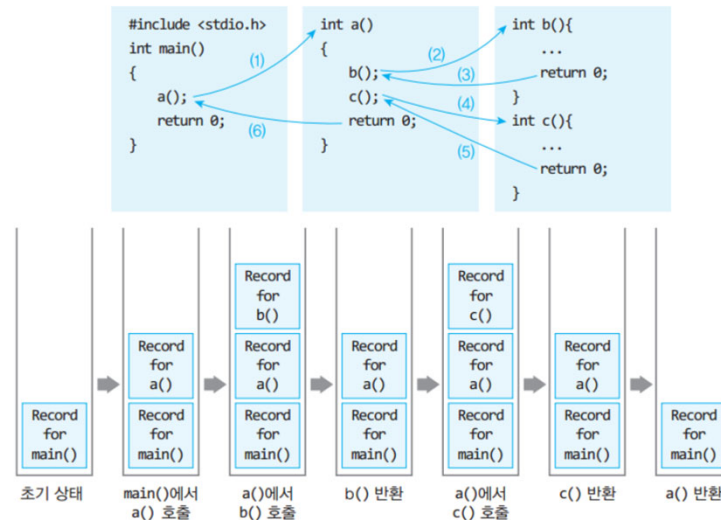 #include <stdio.h>
int main()
{
a();
return 0;
}
(1)
(6)
int a()
{
b();
c();
return 0;
}
(2)
(3)
(4)
(5)
int b(){
...
return 0;
}
int c(){
...
return 0;
}
Record
for
main()
초기 상태
Record
for
a()
Record
for
main()
main()에서
a() 호출
Record
for
b()
Record
for
a()
Record
for
main()
a()에서
b() 호출
Record
for
a()
Record
for
main()
b() 반환
Record
for
c()
Record
for
a()
Record
for
main()
a()에서
c() 호출
Record
for
a()
Record
for
main()
c() 반환
Record
for
main()
a() 반환